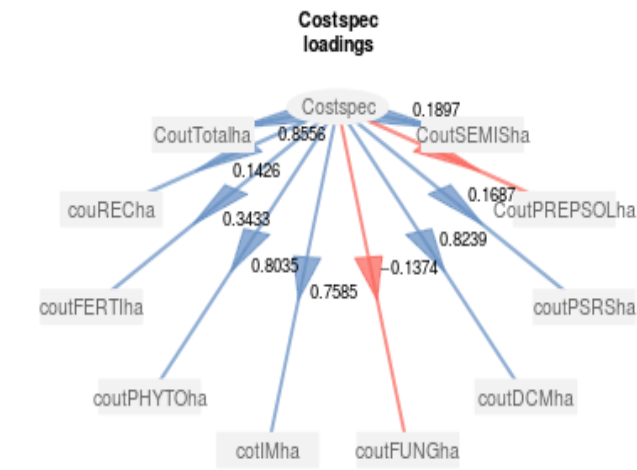 Costspec
loadings
Costspec
0.1897
CoutTotalha
0.8556
CoutSEMISha
0.1426
0.1687
couRECha
CoutPREPSOLha
0.3433
0.8239
0.8035
−0.1374
0.7585
coutFERTIha
coutPSRSha
coutPHYTOha
coutDCMha
cotIMha
coutFUNGha